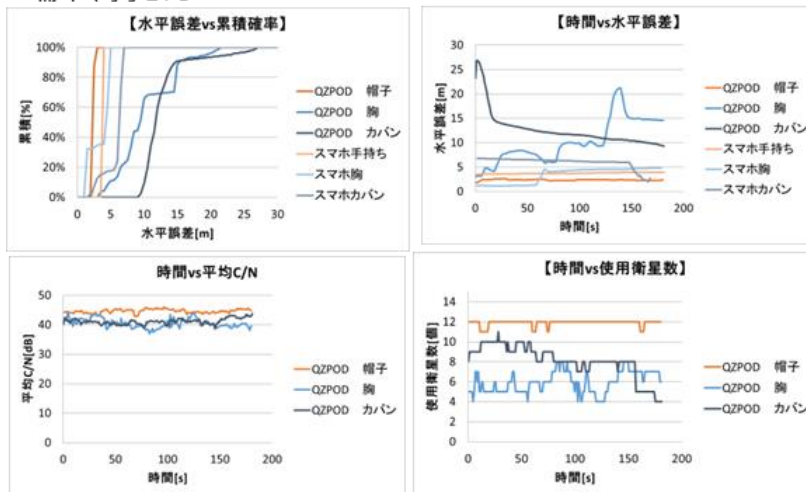 【水平誤差vs累積確率】
100%
80%
60%
40%
20%
0%
累積[%]
0
5
10
15
20
25
30
水平誤差[m]
QZPOD 帽子
QZPOD 胸
QZPOD カバン
スマホ手持ち
スマホ胸
スマホカバン
【時間vs水平誤差】
30
25
20
15
10
5
0
水平誤差[m]
0
50
100
150
200
時間[s]
QZPOD 帽子
QZPOD 胸
QZPOD カバン
スマホ手持ち
スマホ胸
スマホカバン
時間vs平均C/N
50
40
30
20
10
0
平均C/N[dB]
0
50
100
150
200
時間[s]
QZPOD 帽子
QZPOD 胸
QZPOD カバン
【時間vs使用衛星数】
14
12
10
8
6
4
2
0
使用衛星数[個]
0
50
100
150
200
時間[s]
QZPOD 帽子
QZPOD 胸
QZPOD カバン